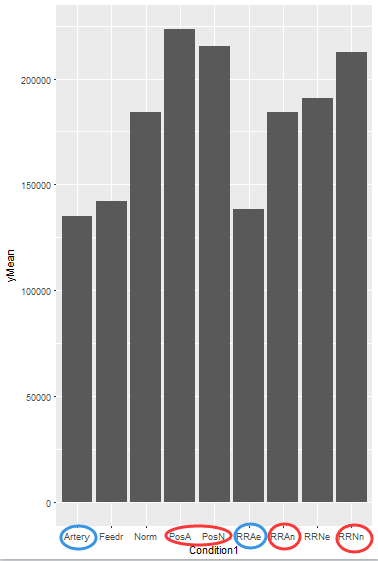 yMean
200000
150000
100000
50000
0
Artery Feedr Norm PosA PosN RRAe RRAn RRNe RRNn
Condition1